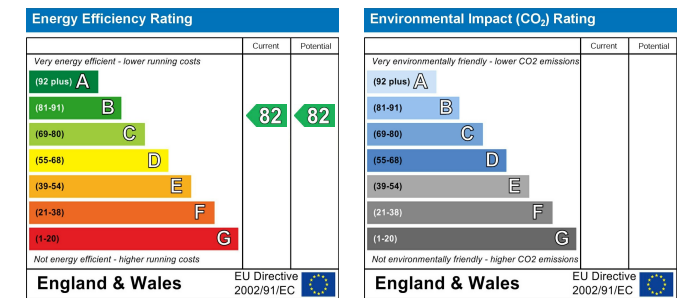 Energy Efficiency Rating
Current Potential
Very energy efficient - lower running costs
(92 plus) A
(81-91) B
82 82
(69-80) C
(55-68) D
(39-54) E
(21-38) F
(1-20) G
Not energy efficient - higher running costs
England & Wales
EU Directive
2002/91/EC
Environmental Impact (CO2) Rating
Current Potential
Very environmentally friendly - lower CO2 emissions
(92 plus) A
(81-91) B
(69-80) C
(55-68) D
(39-54) E
(21-38) F
(1-20) G
Not environmentally friendly - higher CO2 emissions
England & Wales
EU Directive
2002/91/EC